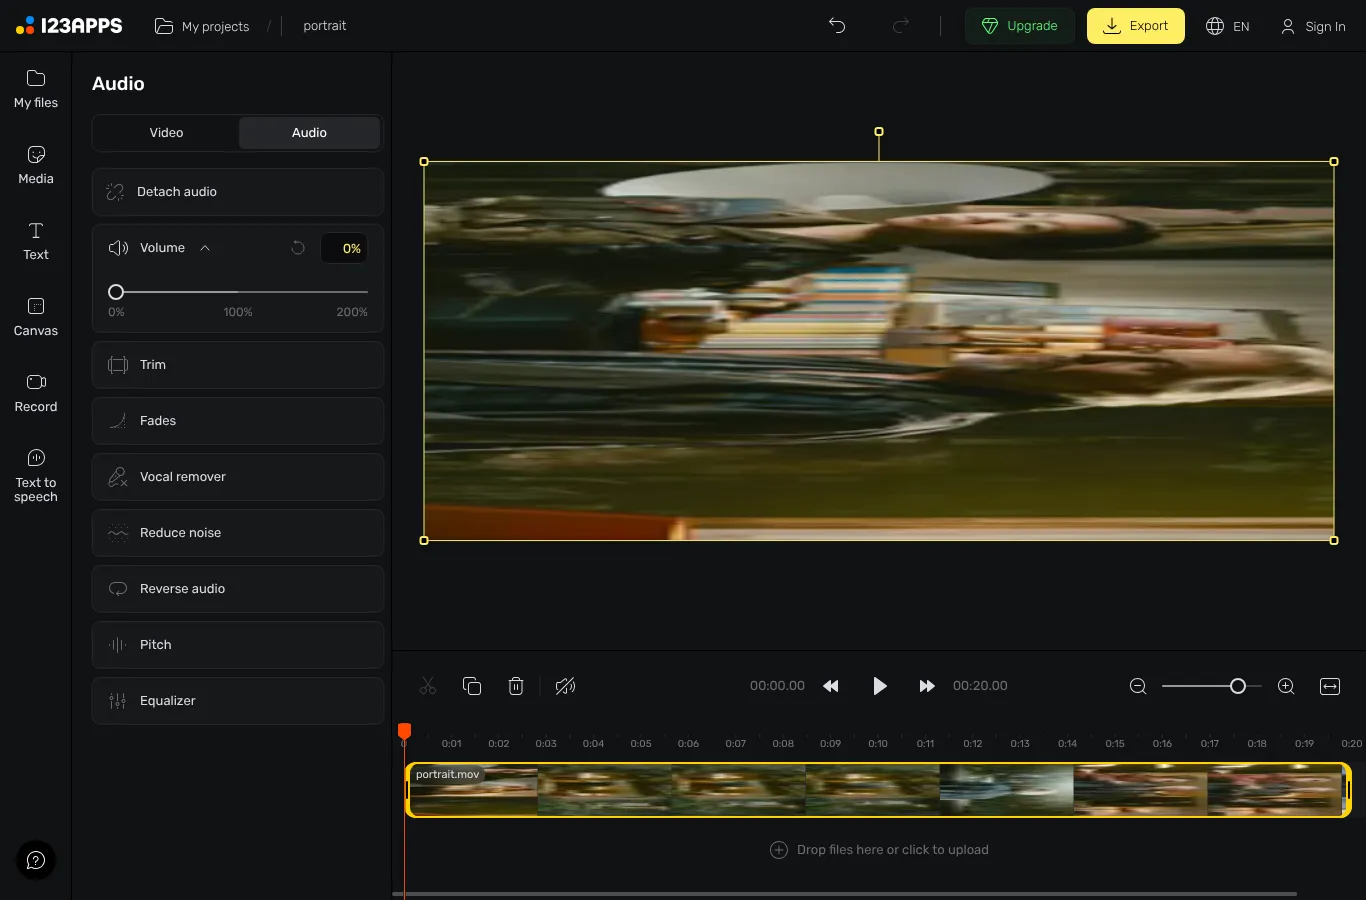 123APPS
My projects
/
portrait
Upgrade
Export
EN
Sign In
My files
Media
Text
Canvas
Record
Text to
speech
Audio
Video
Audio
Detach audio
Volume
0%
0%
100%
200%
Trim
Fades
Vocal remover
Reduce noise
Reverse audio
Pitch
Equalizer
00:00.00
00:20.00
0
0:01
0:02
0:03
0:04
0:05
0:06
0:07
0:08
0:09
0:10
0:11
0:12
0:13
0:14
0:15
0:16
0:17
0:18
0:19
0:20
portrait.mov
Drop files here or click to upload